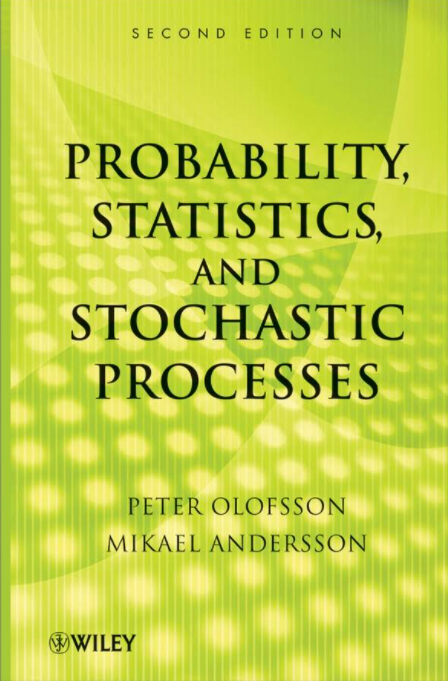 SECOND EDITION
PROBABILITY,
STATISTICS,
AND
STOCHASTIC
PROCESSES
PETER OLOFSSON
MIKAEL ANDERSSON
WILEY